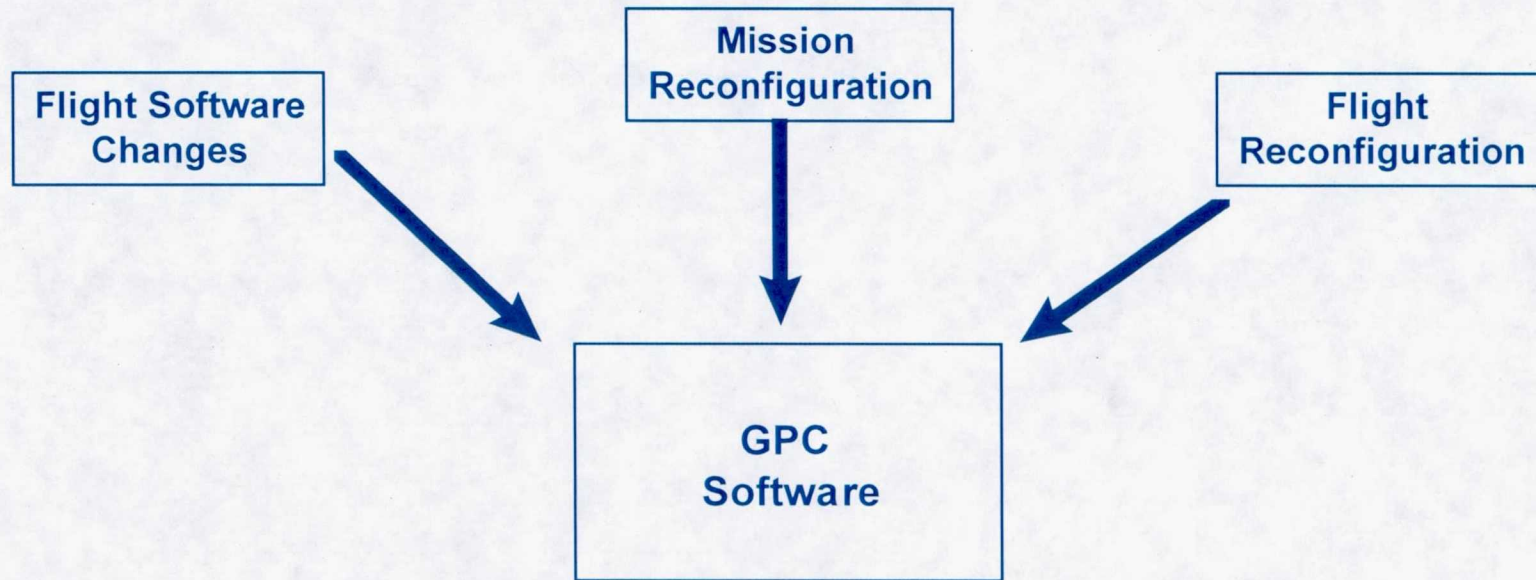 Flight Software
Changes
Mission
Reconfiguration
Flight
Reconfiguration
GPC
Software